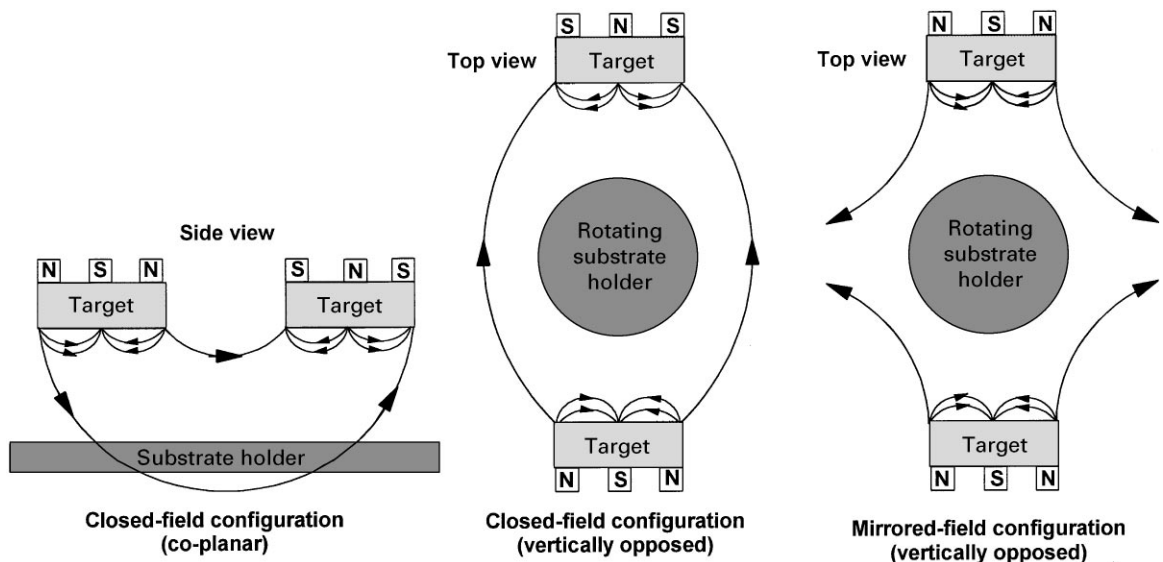 Side view
N S N
S N S
Target
Target
Substrate holder
Closed-field configuration
(co-planar)
S N S
Top view
Target
Rotating
substrate
holder
Target
N S N
Closed-field configuration
(vertically opposed)
N S N
Top view
Target
Rotating
substrate
holder
Target
N S N
Mirrored-field configuration
(vertically opposed)